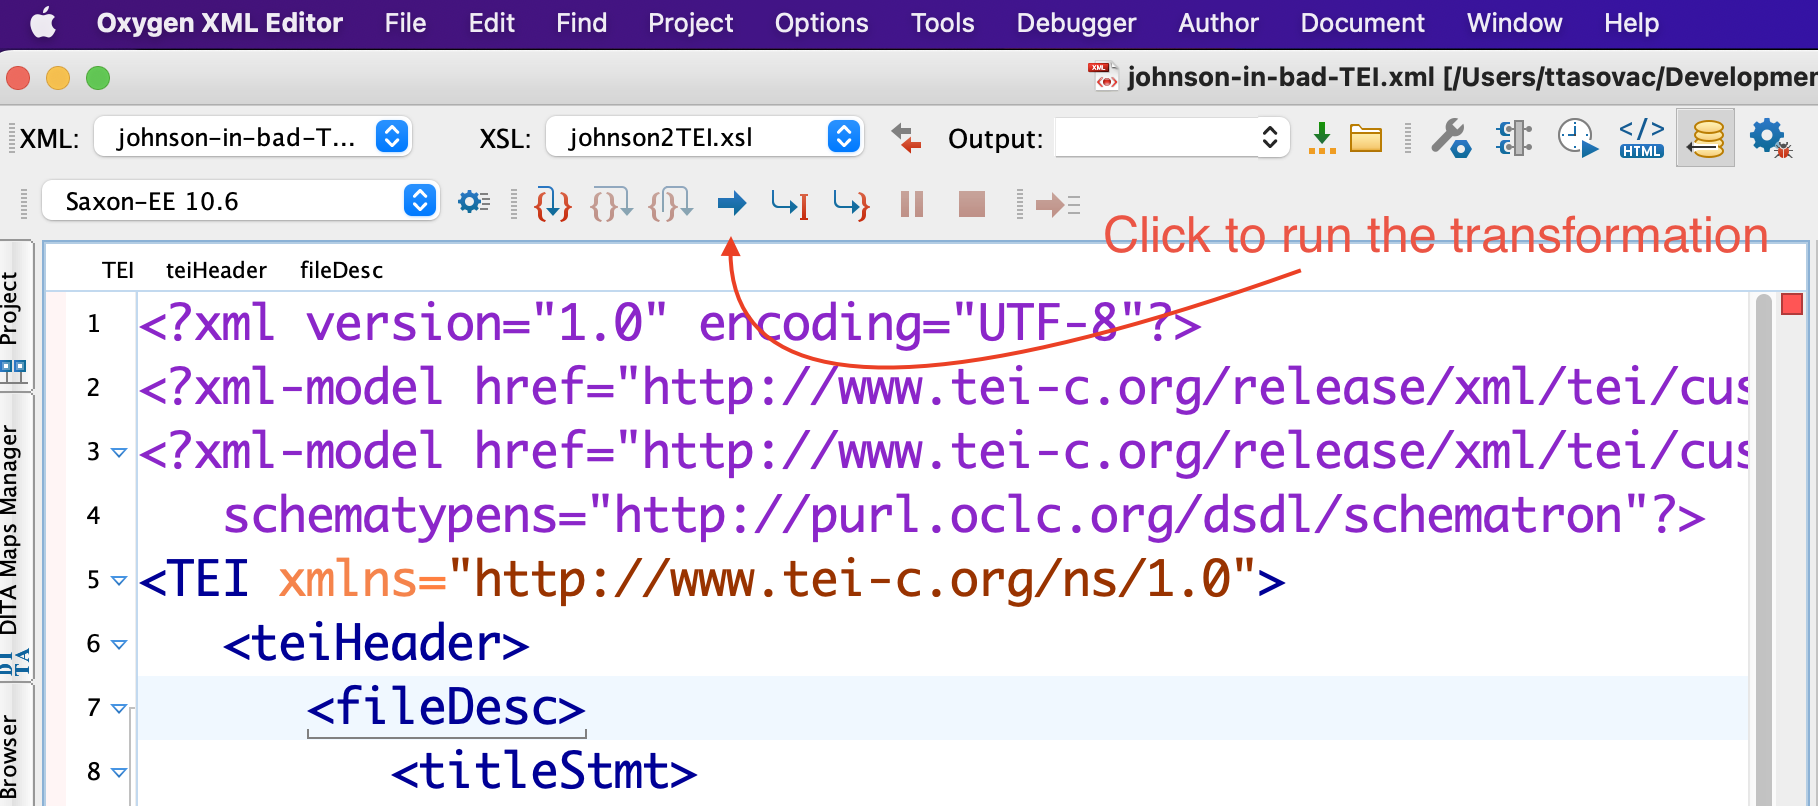 Oxygen XML Editor File Edit Find Project Options Tools Debugger Author Document Window Help
johnson-in-bad-TEI.xml [/Users/ttasovac/Developmen
XML: johnson-in-bad-T... XSL: johnson2TEI.xsl Output: </> HTML
Saxon-EE 10.6
Click to run the transformation
TEI teiHeader fileDesc
Project
DITA Maps Manager
Browser
1 <?xml version="1.0" encoding="UTF-8"?>
2 <?xml-model href="http://www.tei-c.org/release/xml/tei/cus
3 <?xml-model href="http://www.tei-c.org/release/xml/tei/cus
4 schematypens="http://purl.oclc.org/dsdl/schematron"?>
5 <TEI xmlns="http://www.tei-c.org/ns/1.0">
6 <teiHeader>
7 <fileDesc>
8 <titleStmt>